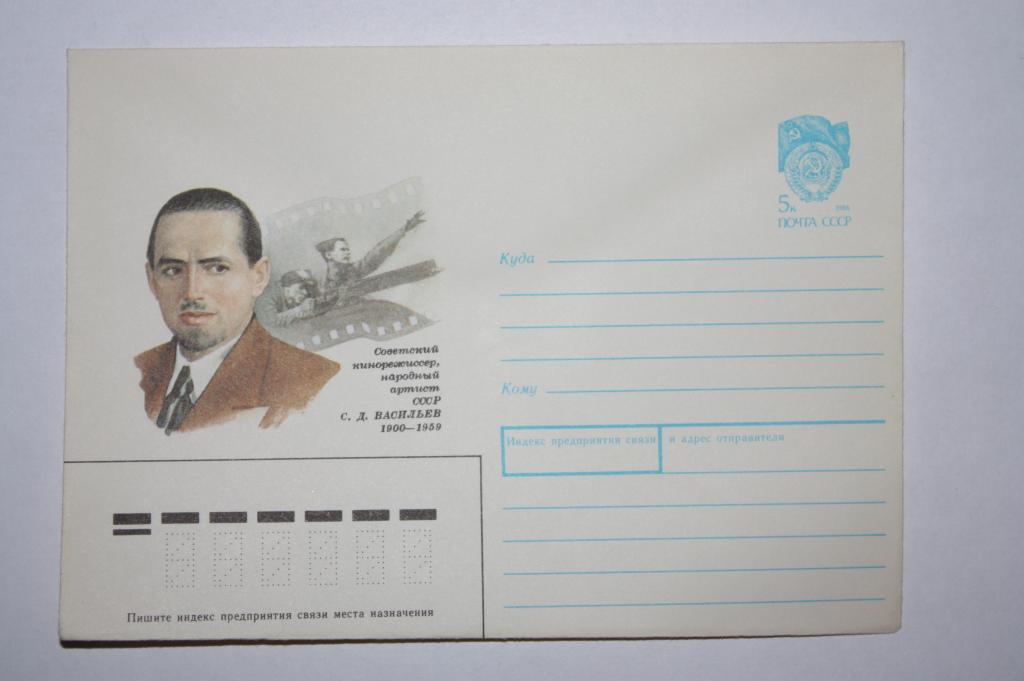 5к
ПОЧТА СССР
Куда
Советский
кинорежиссер,
народный
артист
СССР
С. Д. ВАСИЛЬЕВ
1900—1959
Кому
Индекс предприятия связи и адрес отправителя
Пишите индекс предприятия связи места назначения